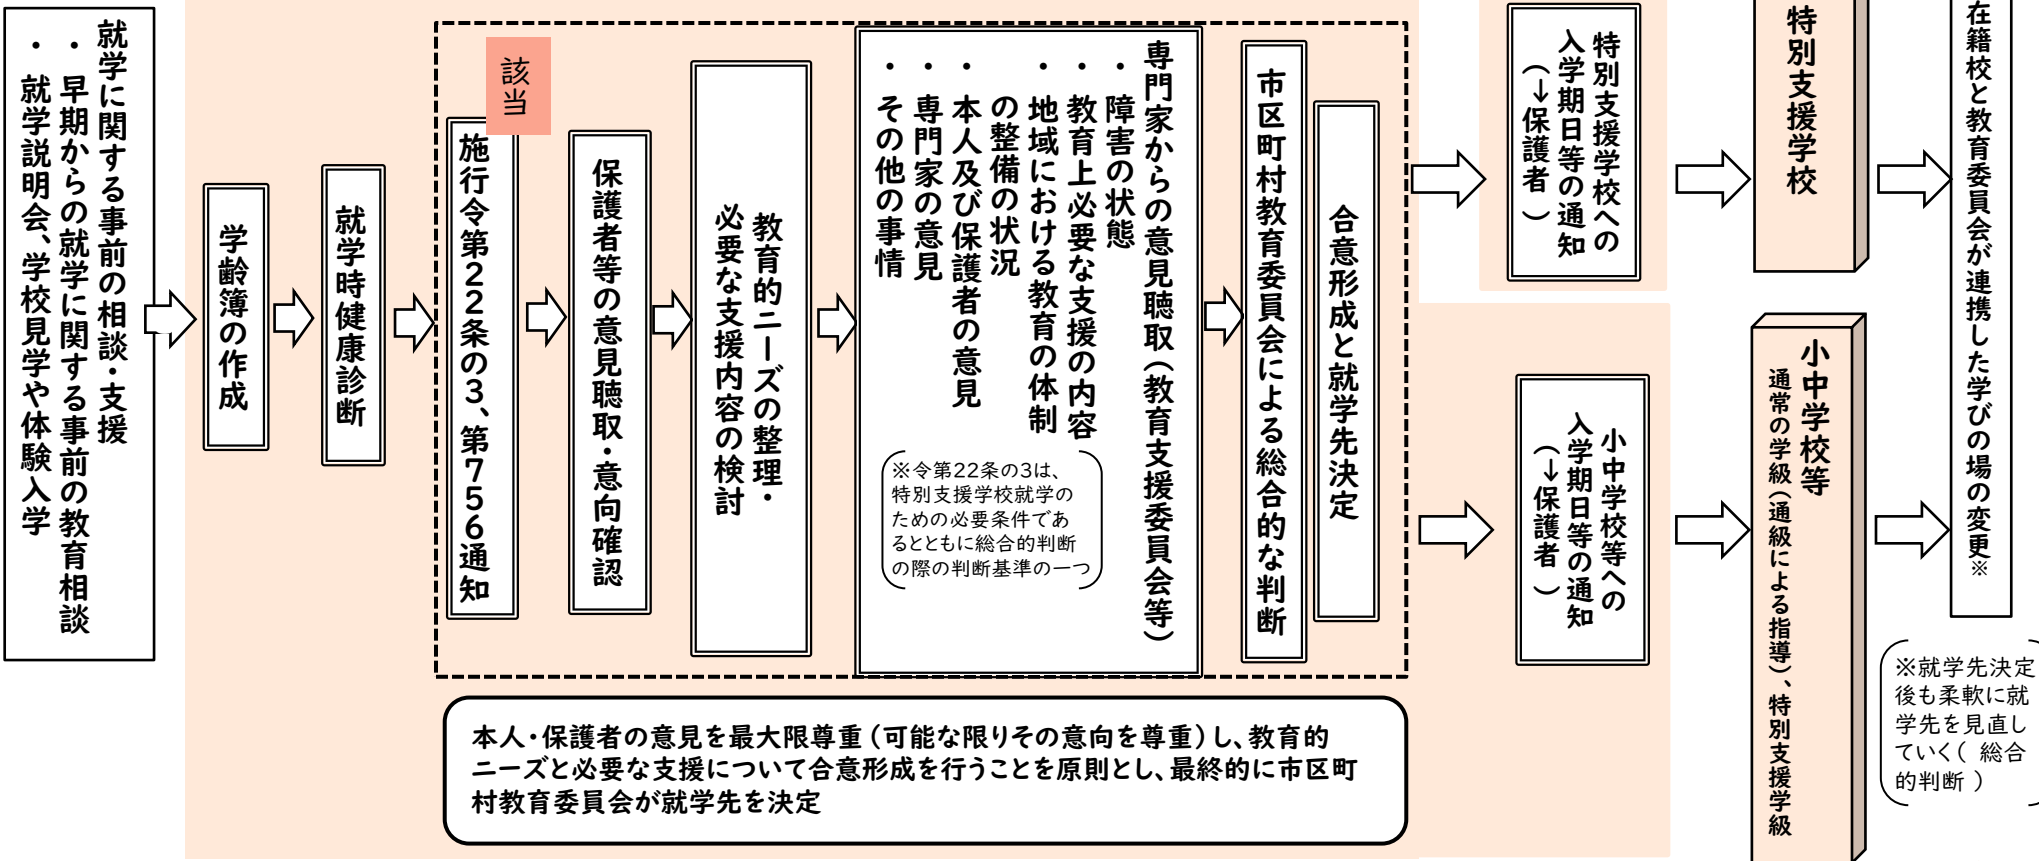 就学に関する事前の相談・支援
・早期からの就学に関する事前の教育相談
・就学説明会、学校見学や体験入学
学齢簿の作成
就学時健康診断
該当
施行令第22条の3、第756通知
保護者等の意見聴取・意向確認
教育的ニーズの整理・
必要な支援内容の検討
専門家からの意見聴取(教育支援委員会等)
・障害の状態
・教育上必要な支援の内容
・地域における教育の体制
の整備の状況
・本人及び保護者の意見
・専門家の意見
・その他の事情
※令第22条の3は、
特別支援学校就学の
ための必要条件であ
るとともに総合的判断
の際の判断基準の一つ
市区町村教育委員会による総合的な判断
合意形成と就学先決定
本人・保護者の意見を最大限尊重(可能な限りその意向を尊重)し、教育的
ニーズと必要な支援について合意形成を行うことを原則とし、最終的に市区町
村教育委員会が就学先を決定
特別支援学校への
入学期日等の通知
(→保護者)
小中学校等への
入学期日等の通知
(→保護者)
特別支援学校
小中学校等
通常の学級(通級による指導)、特別支援学級
在籍校と教育委員会が連携した学びの場の変更※
※就学先決定
後も柔軟に就
学先を見直し
ていく( 総合
的判断 )